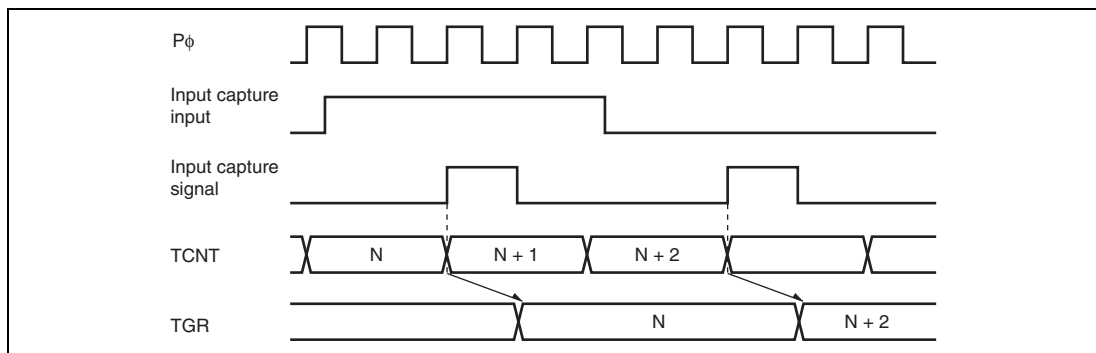 Pϕ
Input capture
input
Input capture
signal
TCNT
N
N + 1
N + 2
TGR
N
N + 2